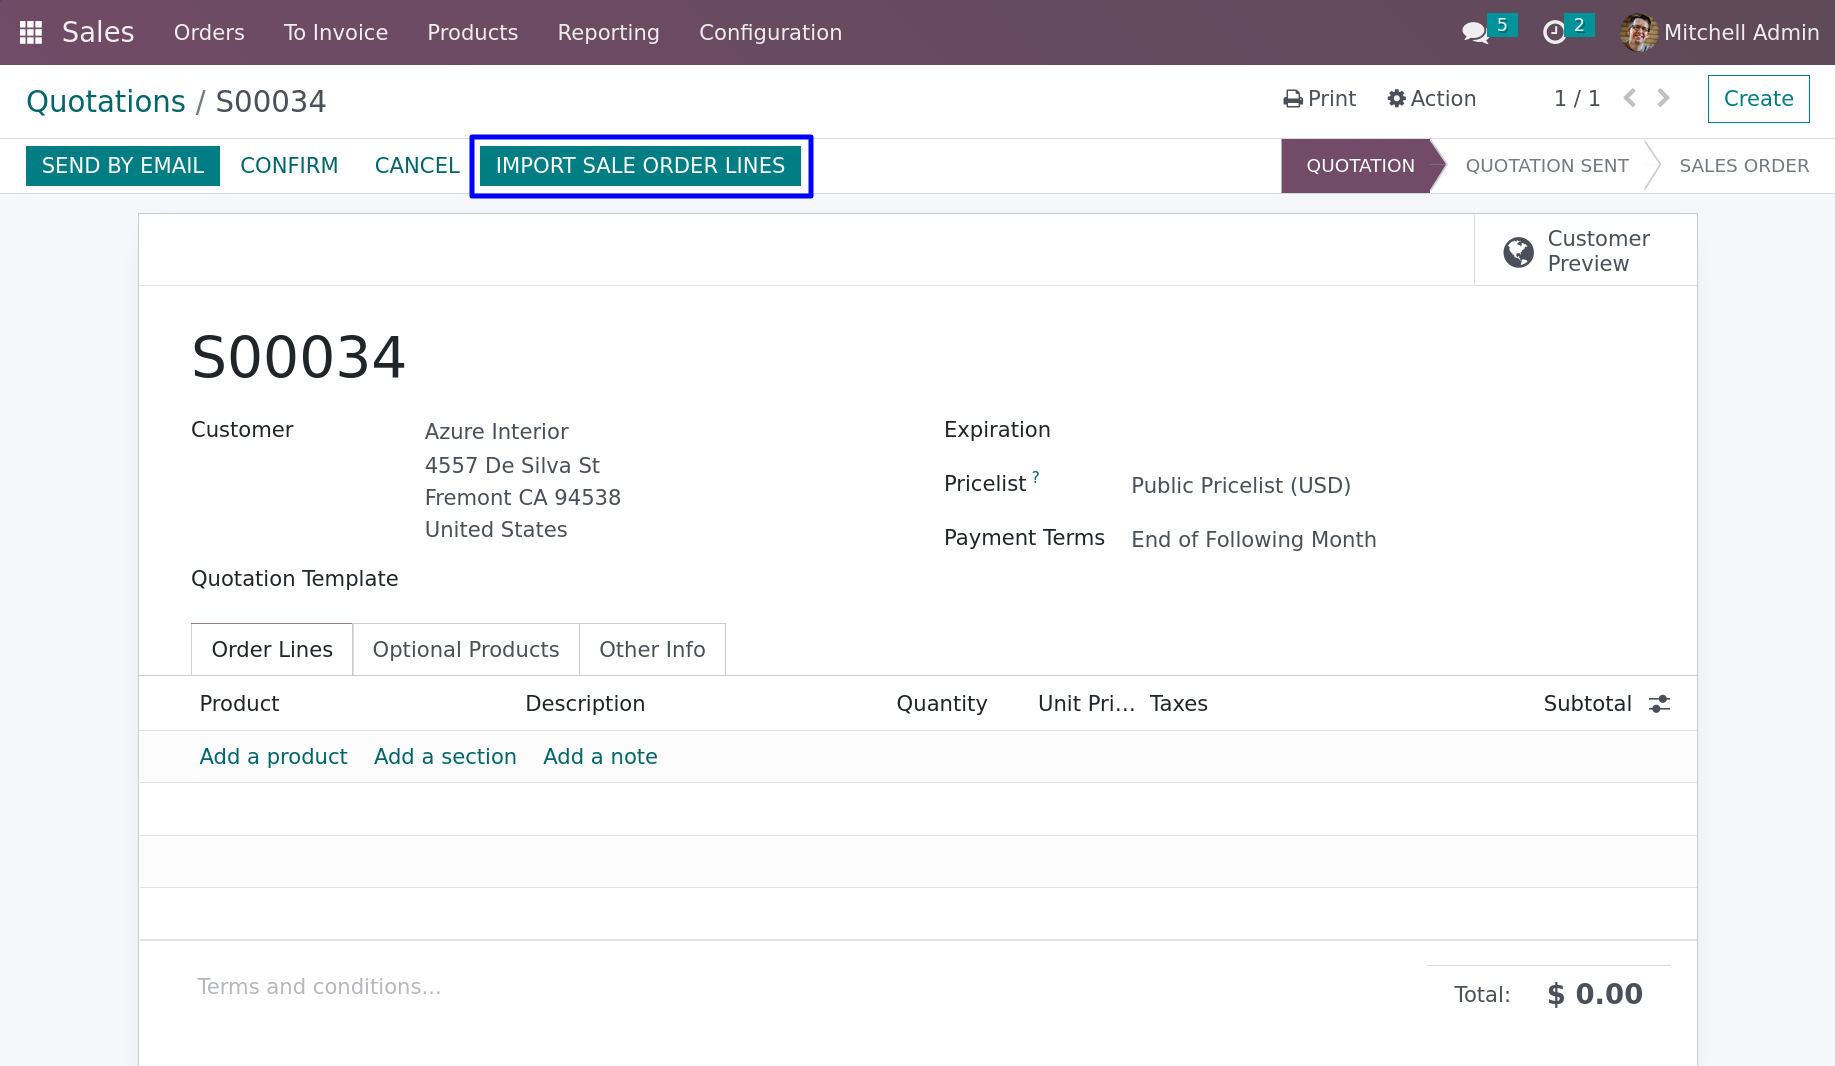 Sales Orders To Invoice Products Reporting Configuration 5 2 Mitchell Admin
Quotations / S00034 Print Action 1 / 1 Create
SEND BY EMAIL CONFIRM CANCEL IMPORT SALE ORDER LINES QUOTATION QUOTATION SENT SALES ORDER
Customer
Preview
S00034
Customer Azure Interior Expiration
4557 De Silva St
Pricelist ? Public Pricelist (USD)
Fremont CA 94538
United States
Payment Terms End of Following Month
Quotation Template
Order Lines Optional Products Other Info
Product Description Quantity Unit Pri... Taxes Subtotal
Add a product Add a section Add a note
Terms and conditions...
Total: $ 0.00